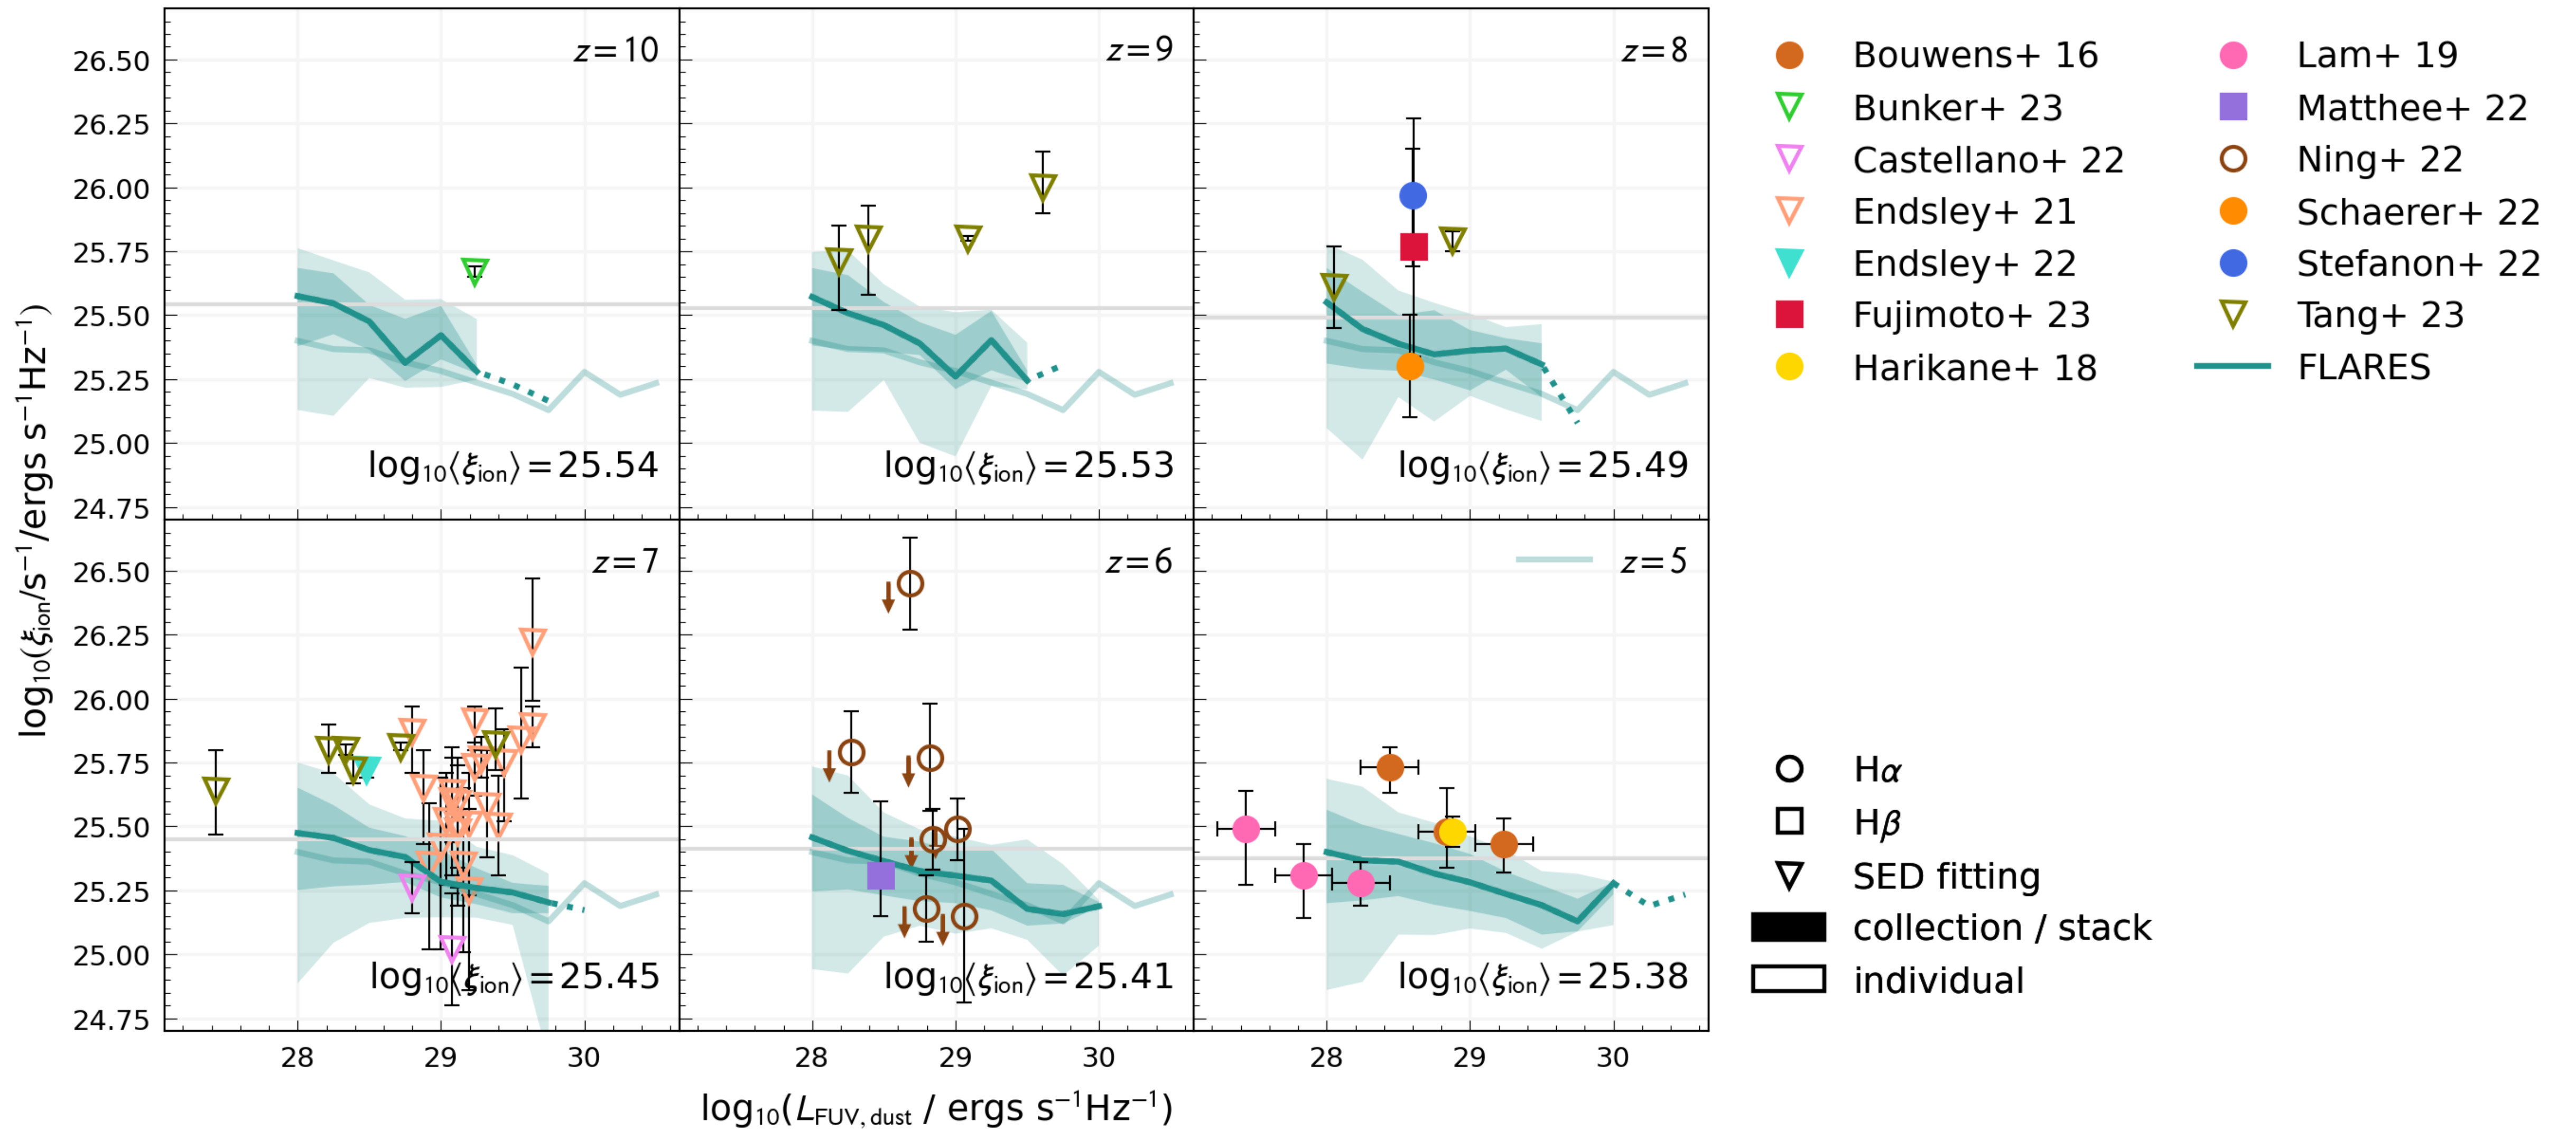 z=10
z=9
z=8
26.50
26.25
26.00
25.75
25.50
25.25
25.00
24.75
log₁₀⟨ξᵢₒₙ⟩=25.54
log₁₀⟨ξᵢₒₙ⟩=25.53
log₁₀⟨ξᵢₒₙ⟩=25.49
z=7
z=6
z=5
26.50
26.25
26.00
25.75
25.50
25.25
25.00
24.75
log₁₀⟨ξᵢₒₙ⟩=25.45
log₁₀⟨ξᵢₒₙ⟩=25.41
log₁₀⟨ξᵢₒₙ⟩=25.38
28 29 30
28 29 30
28 29 30
log₁₀(ξᵢₒₙ/s⁻¹/ergs s⁻¹Hz⁻¹)
log₁₀(L_FUV, dust / ergs s⁻¹Hz⁻¹)
Bouwens+ 16
Bunker+ 23
Castellano+ 22
Endsley+ 21
Endsley+ 22
Fujimoto+ 23
Harikane+ 18
Lam+ 19
Matthee+ 22
Ning+ 22
Schaerer+ 22
Stefanon+ 22
Tang+ 23
FLARES
Hα
Hβ
SED fitting
collection / stack
individual